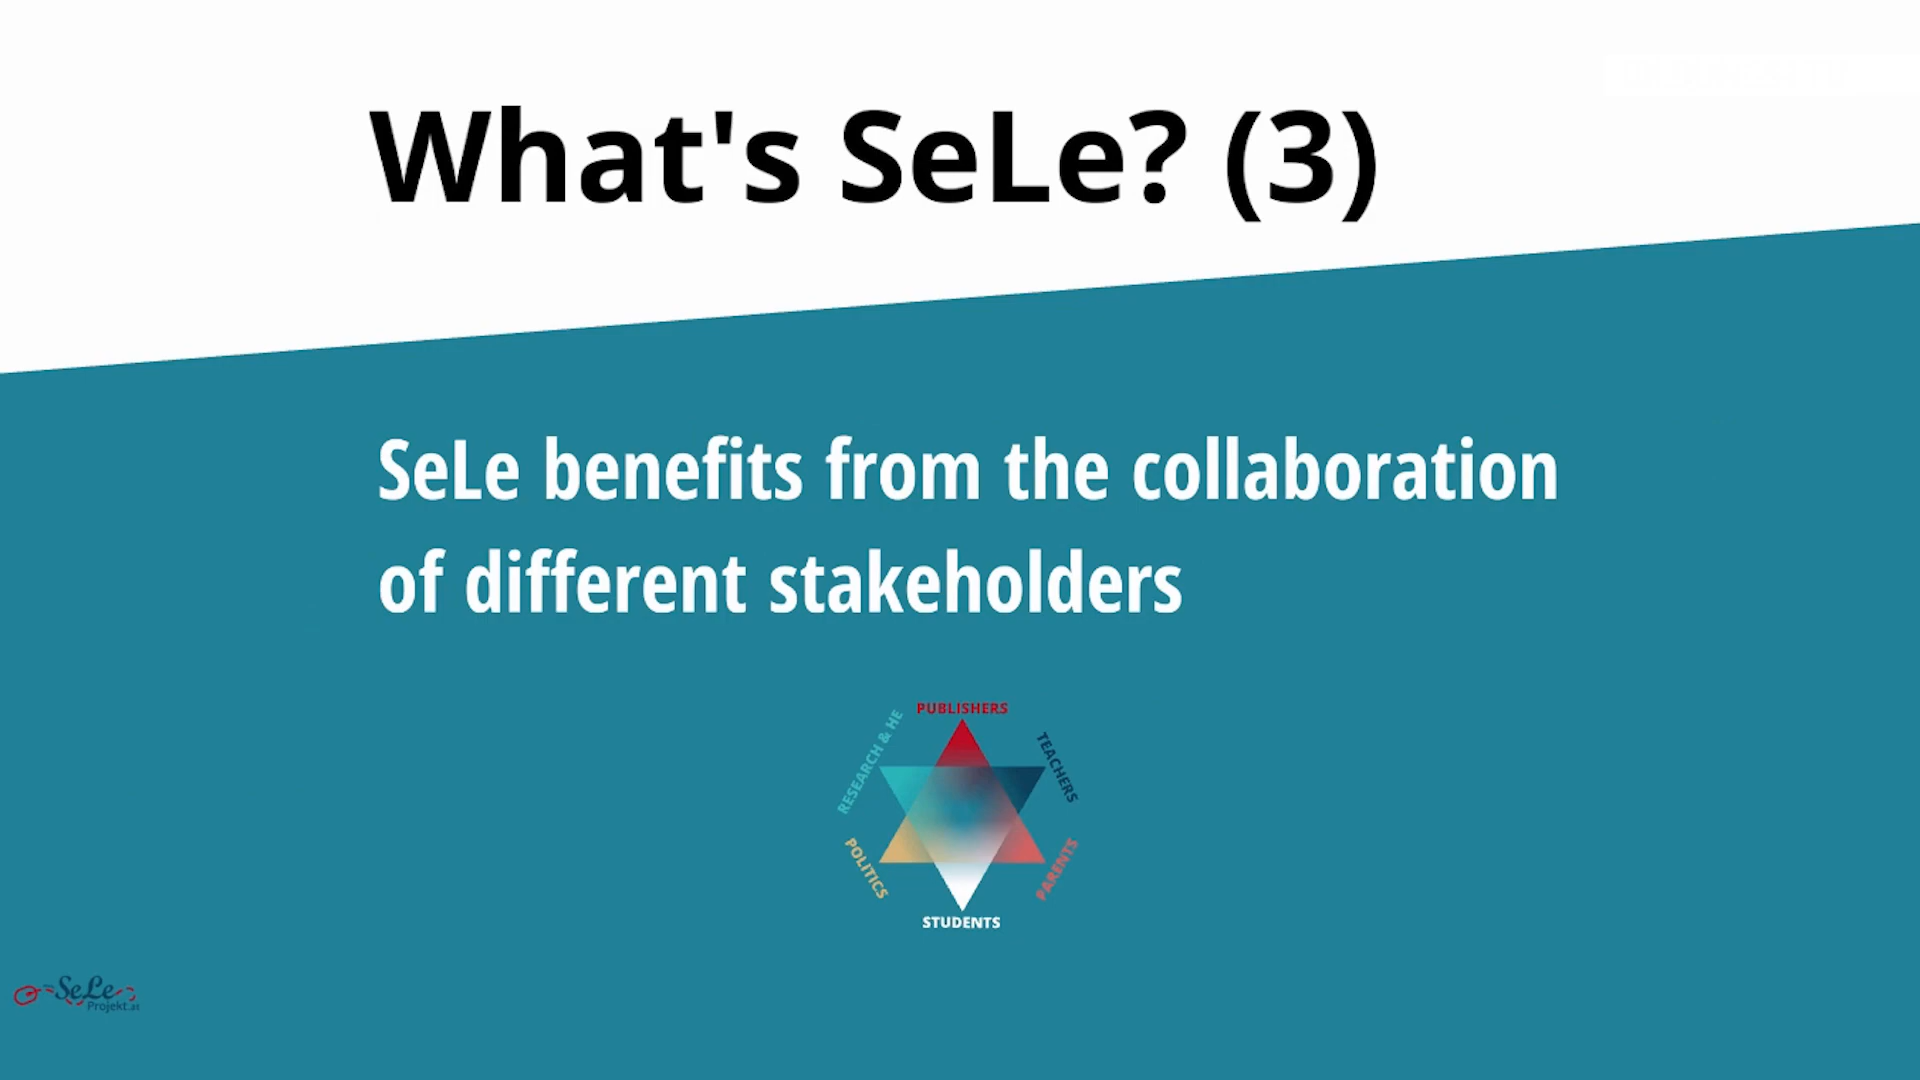 What's SeLe? (3)
SeLe benefits from the collaboration
of different stakeholders
PUBLISHERS
RESEARCH & HE
TEACHERS
POLITICS
PARENTS
STUDENTS
SeLe
Projekt.at